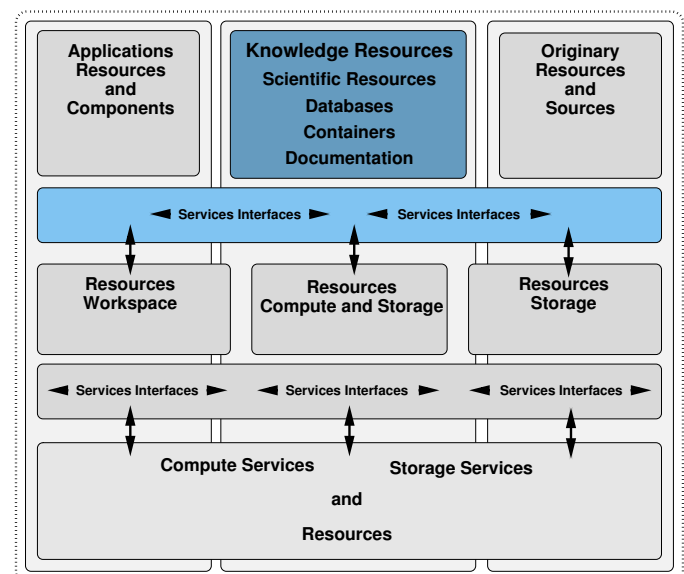 Applications
Resources
and
Components
Knowledge Resources
Scientific Resources
Databases
Containers
Documentation
Originary
Resources
and
Sources
Services Interfaces
Services Interfaces
Resources
Workspace
Resources
Compute and Storage
Resources
Storage
Services Interfaces
Services Interfaces
Services Interfaces
Compute Services
Storage Services
and
Resources